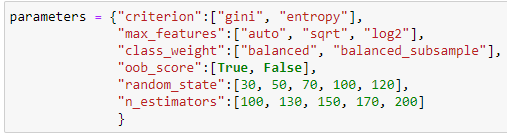 parameters = {"criterion":["gini", "entropy"],
"max_features":["auto", "sqrt", "log2"],
"class_weight":["balanced", "balanced_subsample"],
"oob_score":[True, False],
"random_state":[30, 50, 70, 100, 120],
"n_estimators":[100, 130, 150, 170, 200]
}